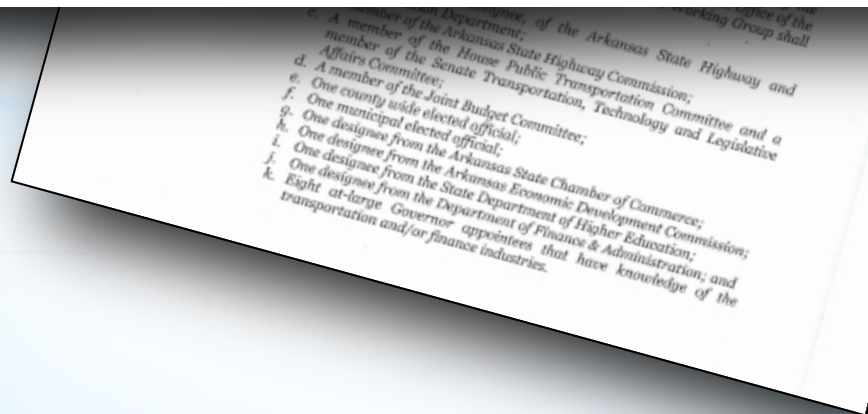 Office of the
Working Group shall
designee, of the Arkansas State Highway and
Department;
member of the Arkansas State Highway Commission;
c. A member of the House Public Transportation Committee and a
member of the Senate Transportation, Technology and Legislative
Affairs Committee;
d. A member of the Joint Budget Committee;
e. One county wide elected official;
f. One municipal elected official;
g. One designee from the Arkansas State Chamber of Commerce;
h. One designee from the Arkansas Economic Development Commission;
i. One designee from the State Department of Higher Education;
j. One designee from the Department of Finance & Administration; and
k. Eight at-large Governor appointees that have knowledge of the
transportation and/or finance industries.